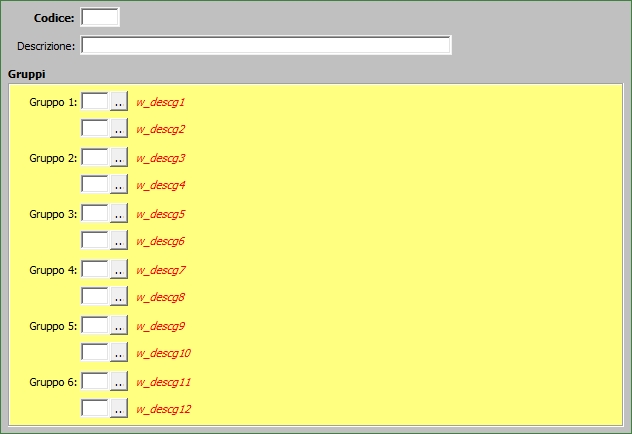 Codice:
Descrizione:
Gruppi
Gruppo 1: .. w_descg1
.. w_descg2
Gruppo 2: .. w_descg3
.. w_descg4
Gruppo 3: .. w_descg5
.. w_descg6
Gruppo 4: .. w_descg7
.. w_descg8
Gruppo 5: .. w_descg9
.. w_descg10
Gruppo 6: .. w_descg11
.. w_descg12